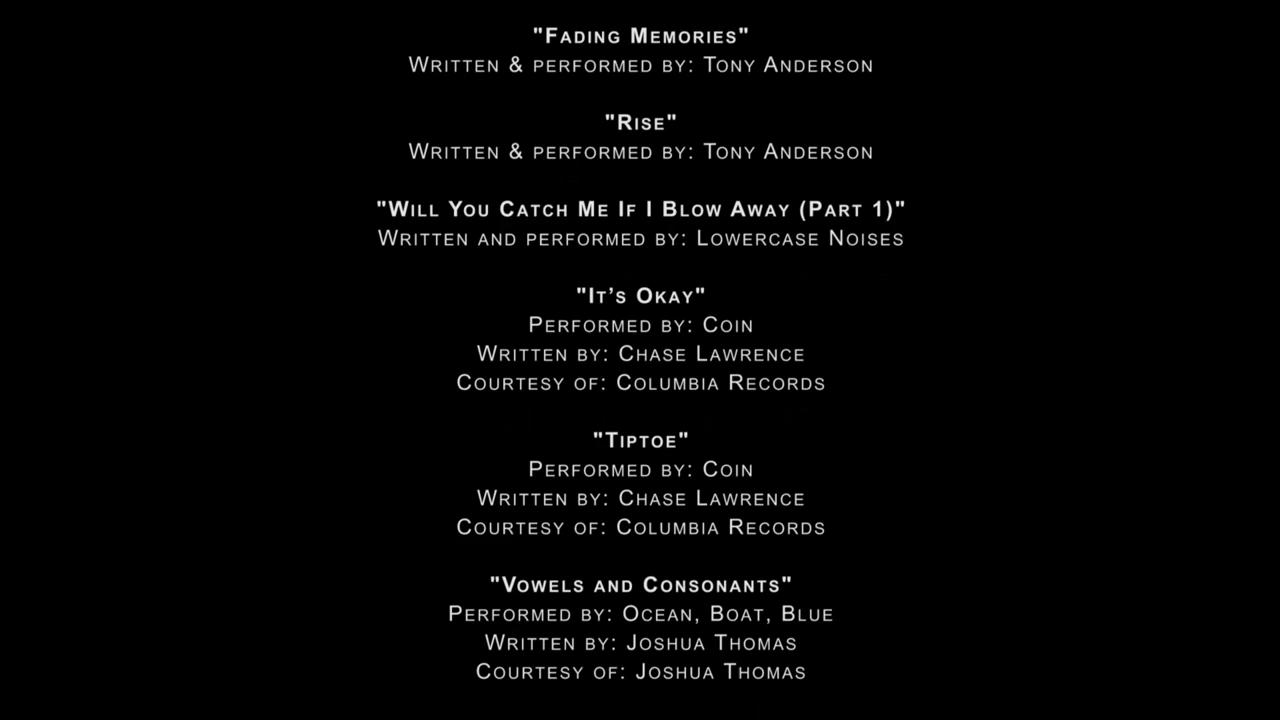 "Fading Memories"
Written & performed by: Tony Anderson
"Rise"
Written & performed by: Tony Anderson
"Will You Catch Me If I Blow Away (Part 1)"
Written and performed by: Lowercase Noises
"It’s Okay"
Performed by: Coin
Written by: Chase Lawrence
Courtesy of: Columbia Records
"Tiptoe"
Performed by: Coin
Written by: Chase Lawrence
Courtesy of: Columbia Records
"Vowels and Consonants"
Performed by: Ocean, Boat, Blue
Written by: Joshua Thomas
Courtesy of: Joshua Thomas